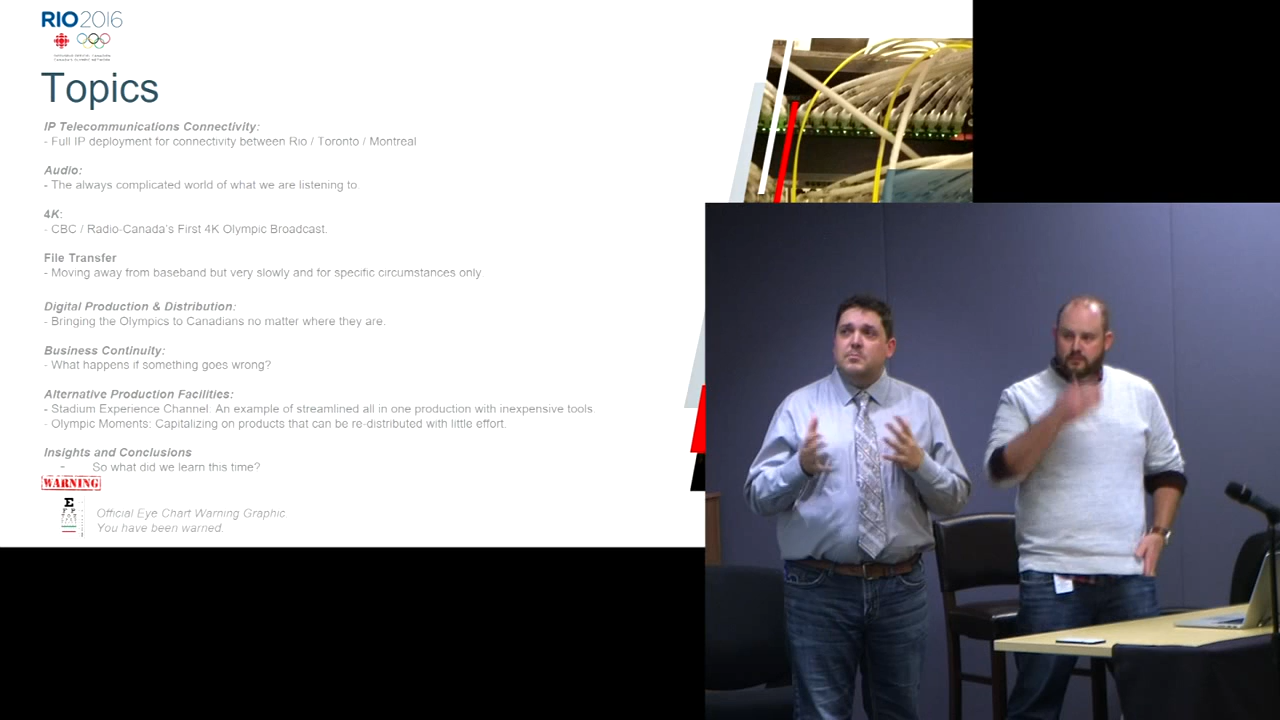 RIO2016
Topics
IP Telecommunications Connectivity:
- Full IP deployment for connectivity between Rio / Toronto / Montreal
Audio:
- The always complicated world of what we are listening to.
4K:
- CBC / Radio-Canada's First 4K Olympic Broadcast.
File Transfer
- Moving away from baseband but very slowly and for specific circumstances only.
Digital Production & Distribution:
- Bringing the Olympics to Canadians no matter where they are.
Business Continuity:
- What happens if something goes wrong?
Alternative Production Facilities:
- Stadium Experience Channel. An example of streamlined all in one production with inexpensive tools.
- Olympic Moments: Capitalizing on products that can be re-distributed with little effort.
Insights and Conclusions
- So what did we learn this time?
WARNING
E
Official Eye Chart Warning Graphic
You have been warned.